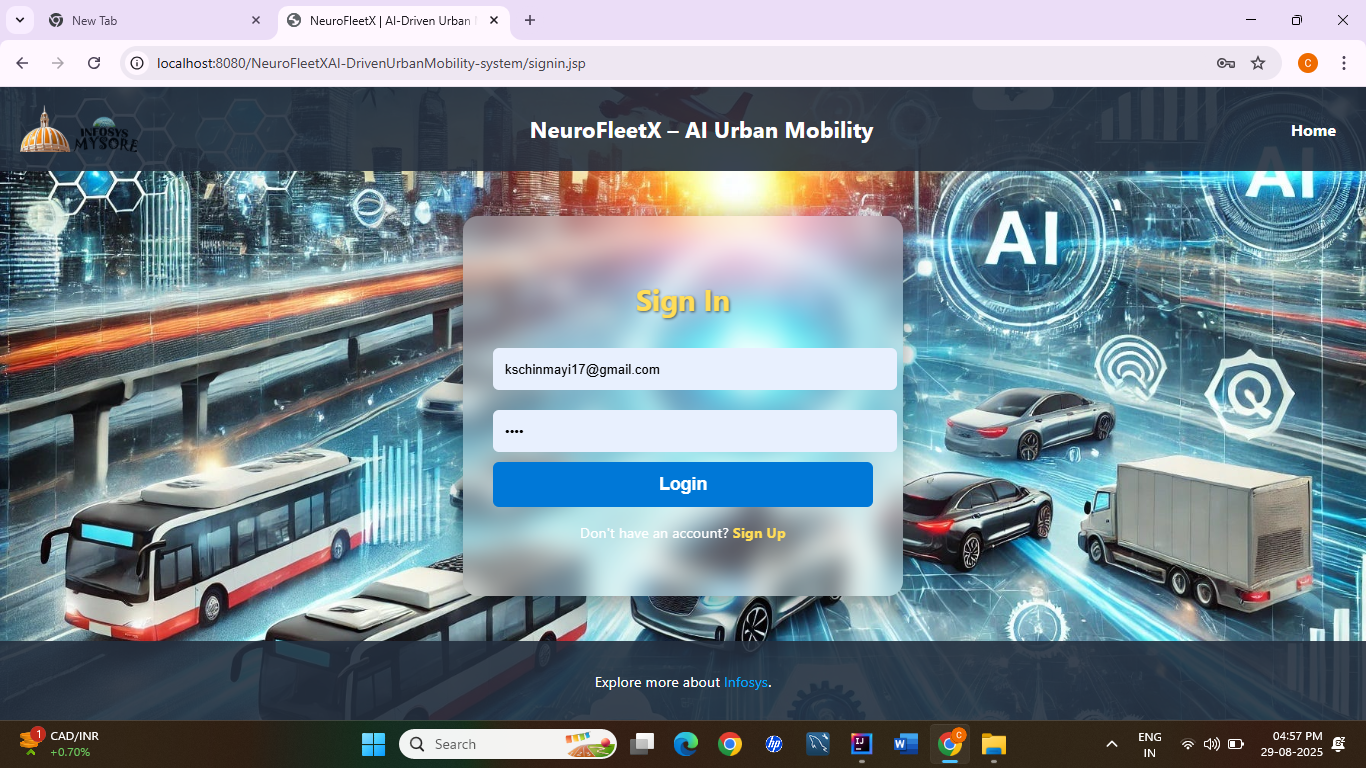 New Tab
NeuroFleetX | AI-Driven Urban
localhost:8080/NeuroFleetXAI-DrivenUrbanMobility-system/signin.jsp
C
INFOSYS
MYSORE
NeuroFleetX – AI Urban Mobility
Home
AI
AI
Sign In
kschinmayi17@gmail.com
••••
Login
Don't have an account? Sign Up
Explore more about Infosys.
1
CAD/INR
+0.70%
Search
hp
IJ
W
C
ENG
IN
04:57 PM
29-08-2025